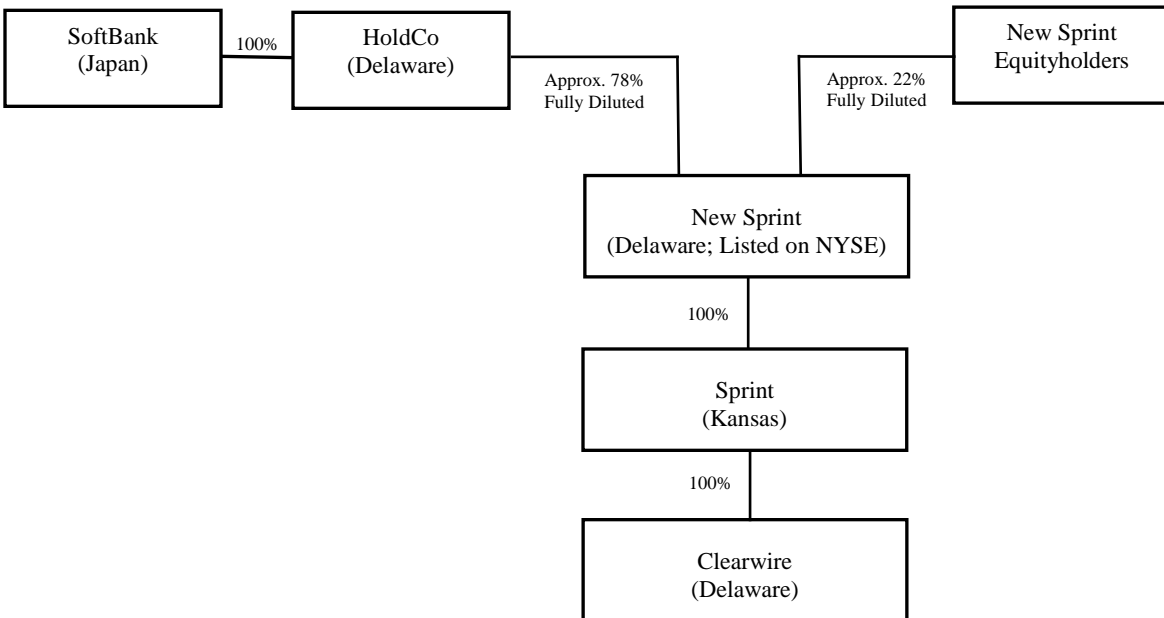 SoftBank
(Japan)
100%
HoldCo
(Delaware)
Approx. 78%
Fully Diluted
Approx. 22%
Fully Diluted
New Sprint
Equityholders
New Sprint
(Delaware; Listed on NYSE)
100%
Sprint
(Kansas)
100%
Clearwire
(Delaware)